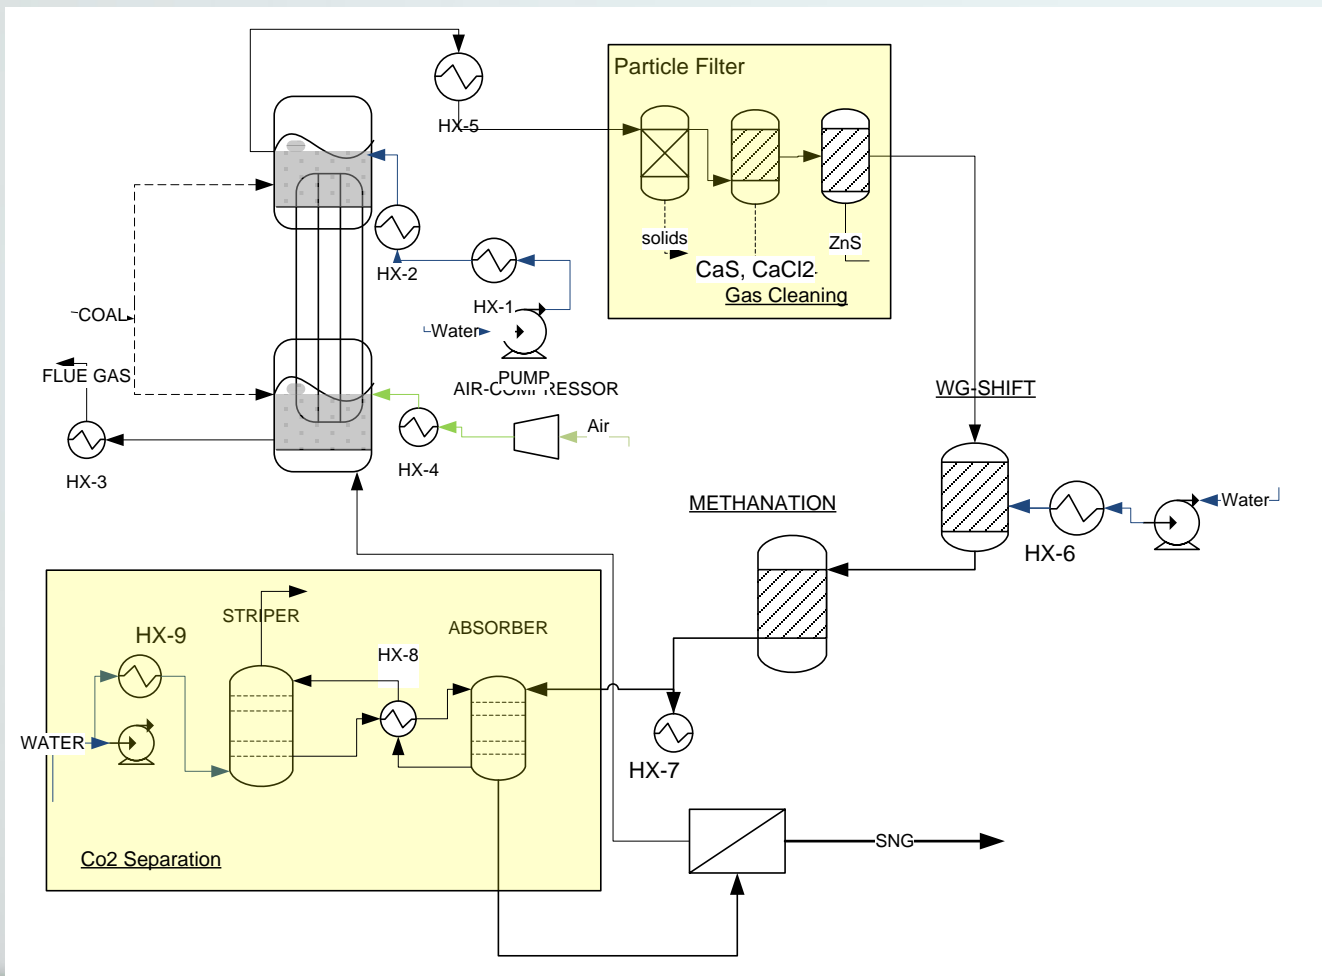 Particle Filter
HX-5
solids
ZnS
CaS, CaCl2
Gas Cleaning
HX-2
HX-1
~COAL
Water
FLUE GAS
PUMP
AIR-COMPRESSOR
Air
HX-3
HX-4
WG-SHIFT
METHANATION
Water
HX-6
STRIPER
ABSORBER
HX-9
HX-8
WATER
HX-7
SNG
Co2 Separation